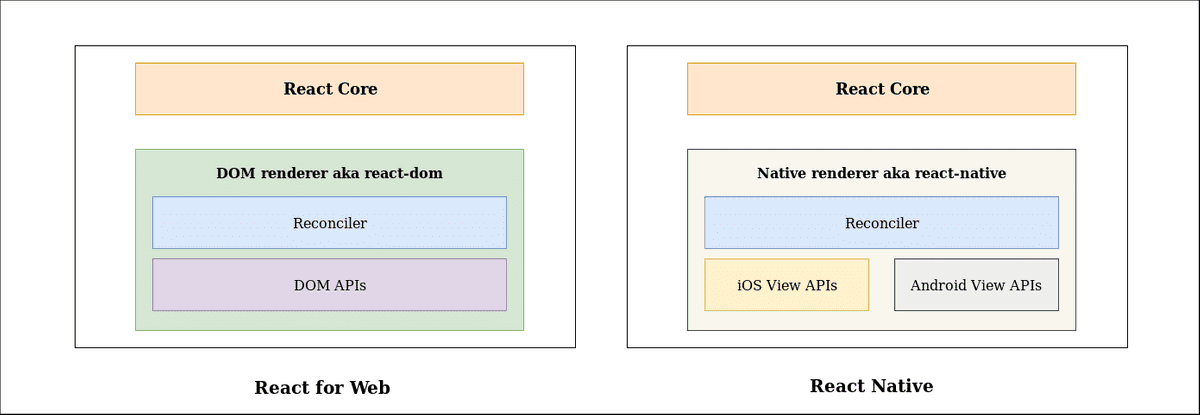 React Core
DOM renderer aka react-dom
Reconciler
DOM APIs
React for Web
React Core
Native renderer aka react-native
Reconciler
iOS View APIs
Android View APIs
React Native